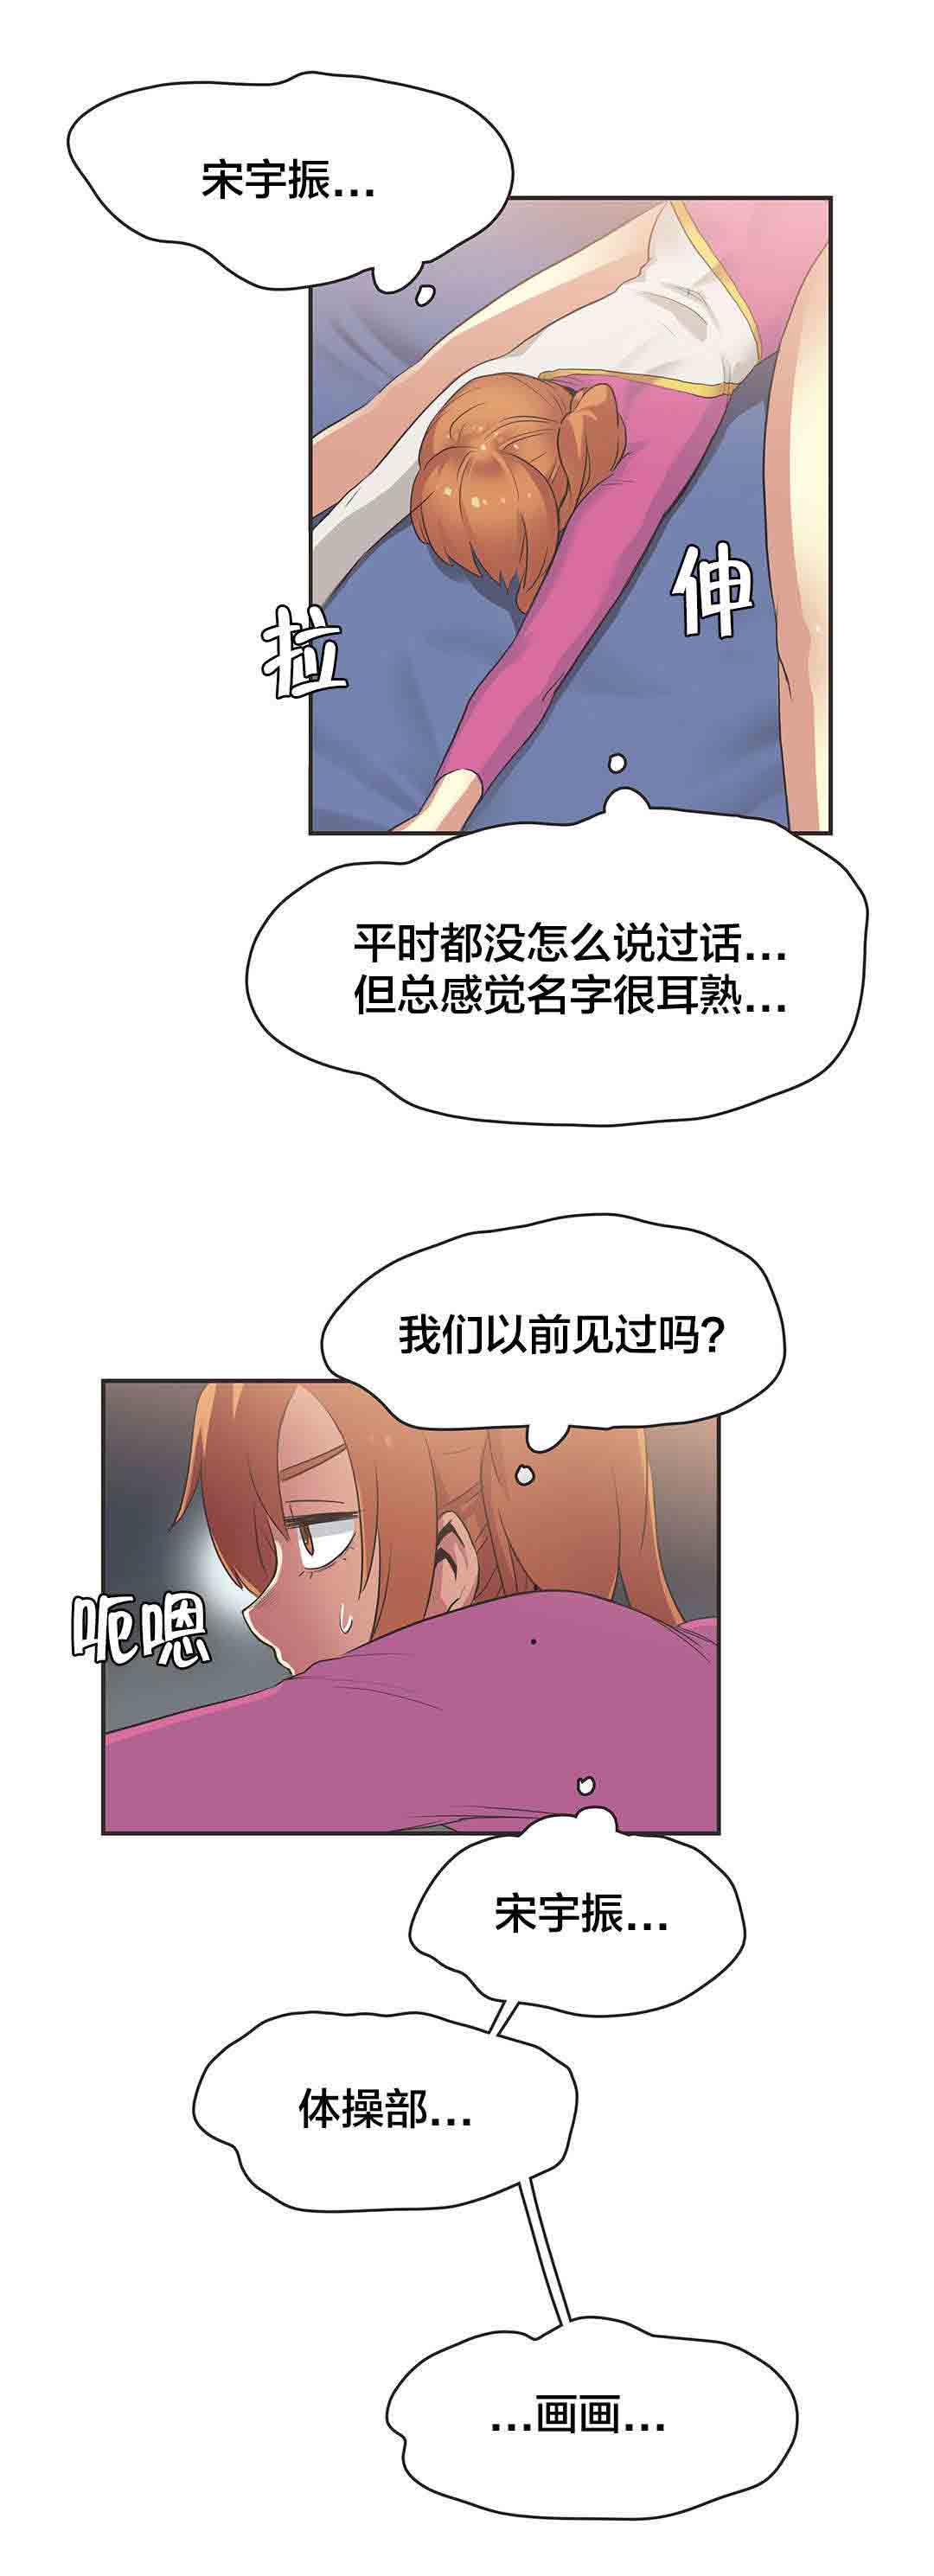 宋宇振…
拉
伸
平时都没怎么说过话…
但总感觉名字很耳熟…
我们以前见过吗?
呃嗯
宋宇振…
体操部…
…画画…